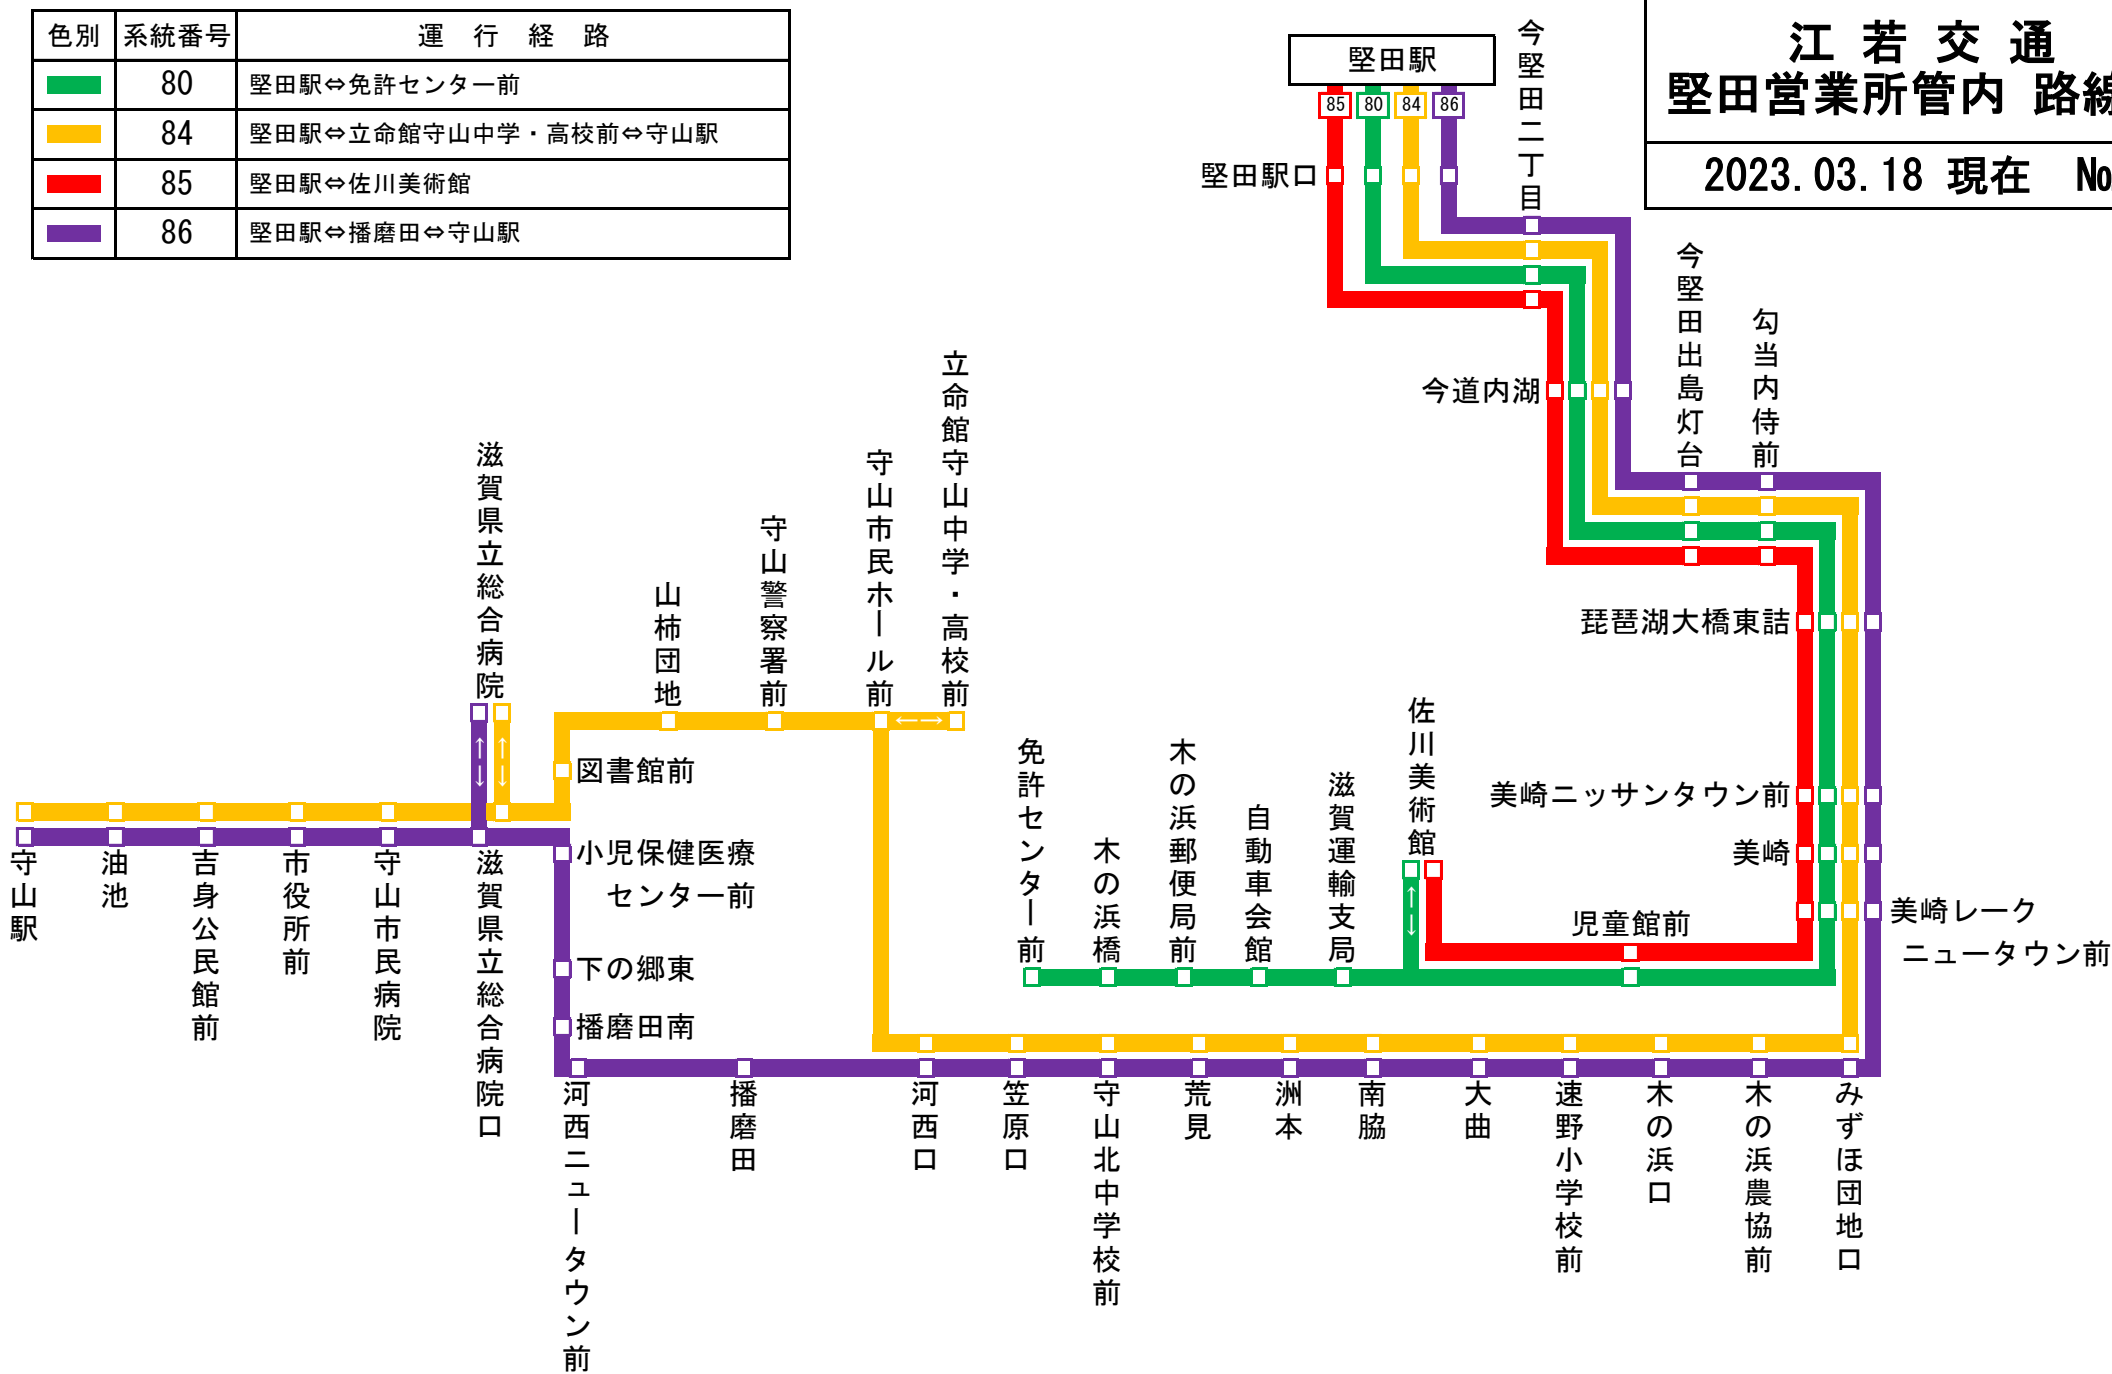 色別 系統番号 運行経路
80 堅田駅⇔免許センター前
84 堅田駅⇔立命館守山中学・高校前⇔守山駅
85 堅田駅⇔佐川美術館
86 堅田駅⇔播磨田⇔守山駅
江若交通
堅田営業所管内 路線
2023.03.18 現在 No
堅田駅
85 80 84 86
堅田駅口
今堅田二丁目
今道内湖
今堅田出島灯台
勾当内侍前
琵琶湖大橋東詰
美崎ニッサンタウン前
美崎
美崎レーク
ニュータウン前
児童館前
佐川美術館
↑↓
滋賀運輸支局
自動車会館
木の浜郵便局前
木の浜橋
免許センター前
立命館守山中学・高校前
←→
守山市民ホール前
守山警察署前
山柿団地
図書館前
滋賀県立総合病院
↑↓ ↑↓
小児保健医療
センター前
下の郷東
播磨田南
守山駅
油池
吉身公民館前
市役所前
守山市民病院
滋賀県立総合病院口
河西ニュータウン前
播磨田
河西口
笠原口
守山北中学校前
荒見
洲本
南脇
大曲
速野小学校前
木の浜口
木の浜農協前
みずほ団地口